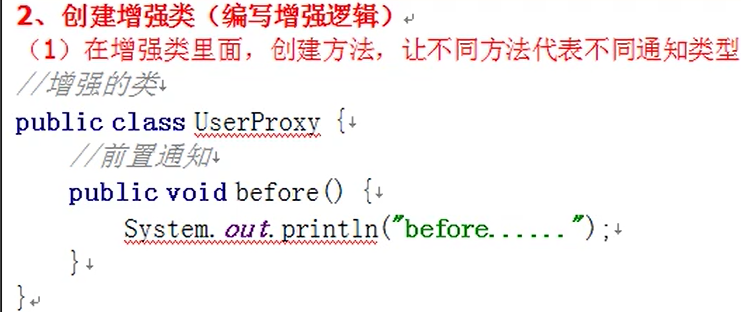 2、创建增强类（编写增强逻辑）
（1）在增强类里面，创建方法，让不同方法代表不同通知类型
//增强的类
public class UserProxy {
//前置通知
public void before() {
System.out.println("before......");
}
}